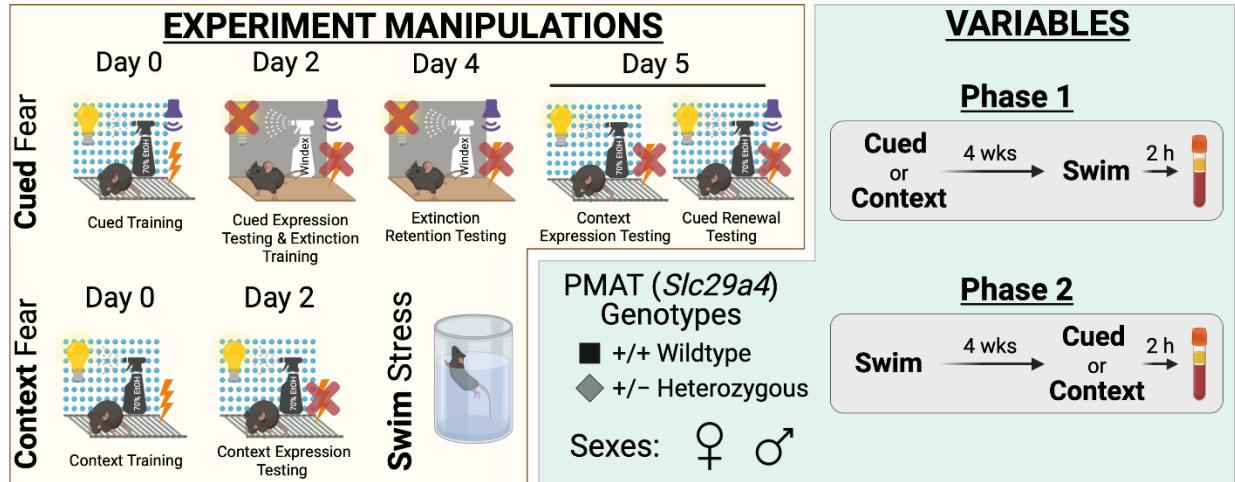 EXPERIMENT MANIPULATIONS
Day 0
Day 2
Day 4
Day 5
Cued Fear
70% EtOH
Windex
Windex
70% EtOH
70% EtOH
Cued Training
Cued Expression
Testing & Extinction
Training
Extinction
Retention Testing
Context
Expression Testing
Cued Renewal
Testing
Context Fear
Day 0
Day 2
70% EtOH
70% EtOH
Context Training
Context Expression
Testing
Swim Stress
VARIABLES
PMAT (Slc29a4)
Genotypes
+/+ Wildtype
+/− Heterozygous
Sexes: ♀ ♂
Phase 1
Cued
or
Context
4 wks
Swim
2 h
Phase 2
Swim
4 wks
Cued
or
Context
2 h